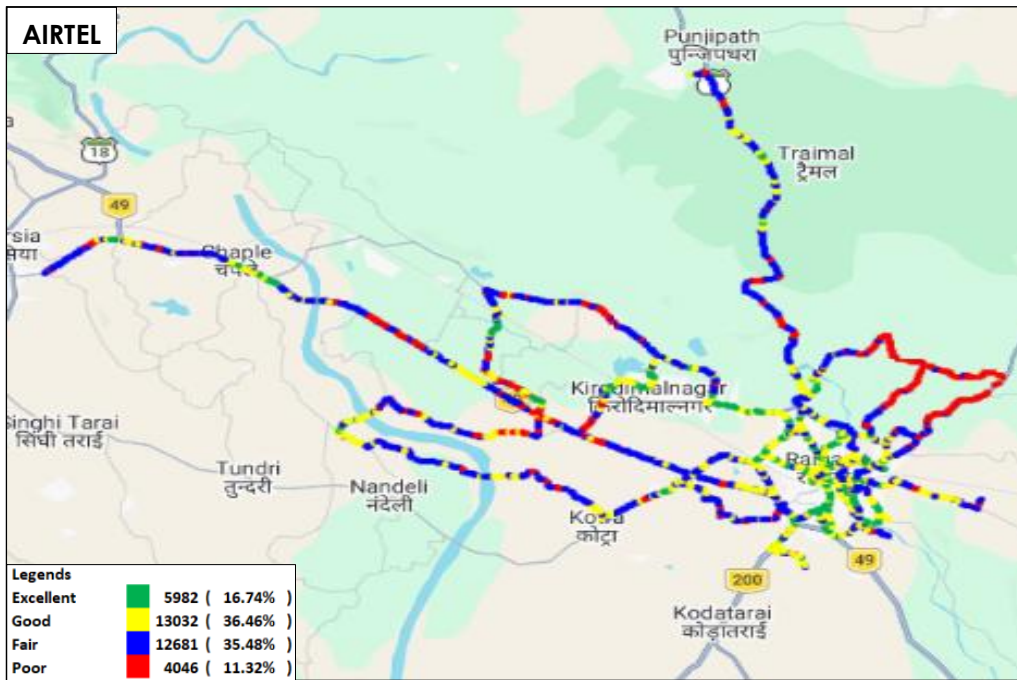 AIRTEL
Punjipath
पुन्जिपथरा
Traimal
ट्रैमल
18
49
rsia
सिया
Chaple
चपले
Kirodimalnagar
किरोदिमाल्नगर
Singhi Tarai
सिंघी तराई
Tundri
तुन्दरी
Nandeli
नंदेली
कोट्रा
49
200
Kodatarai
कोड़ातराई
Legends
Excellent 5982 ( 16.74% )
Good 13032 ( 36.46% )
Fair 12681 ( 35.48% )
Poor 4046 ( 11.32% )